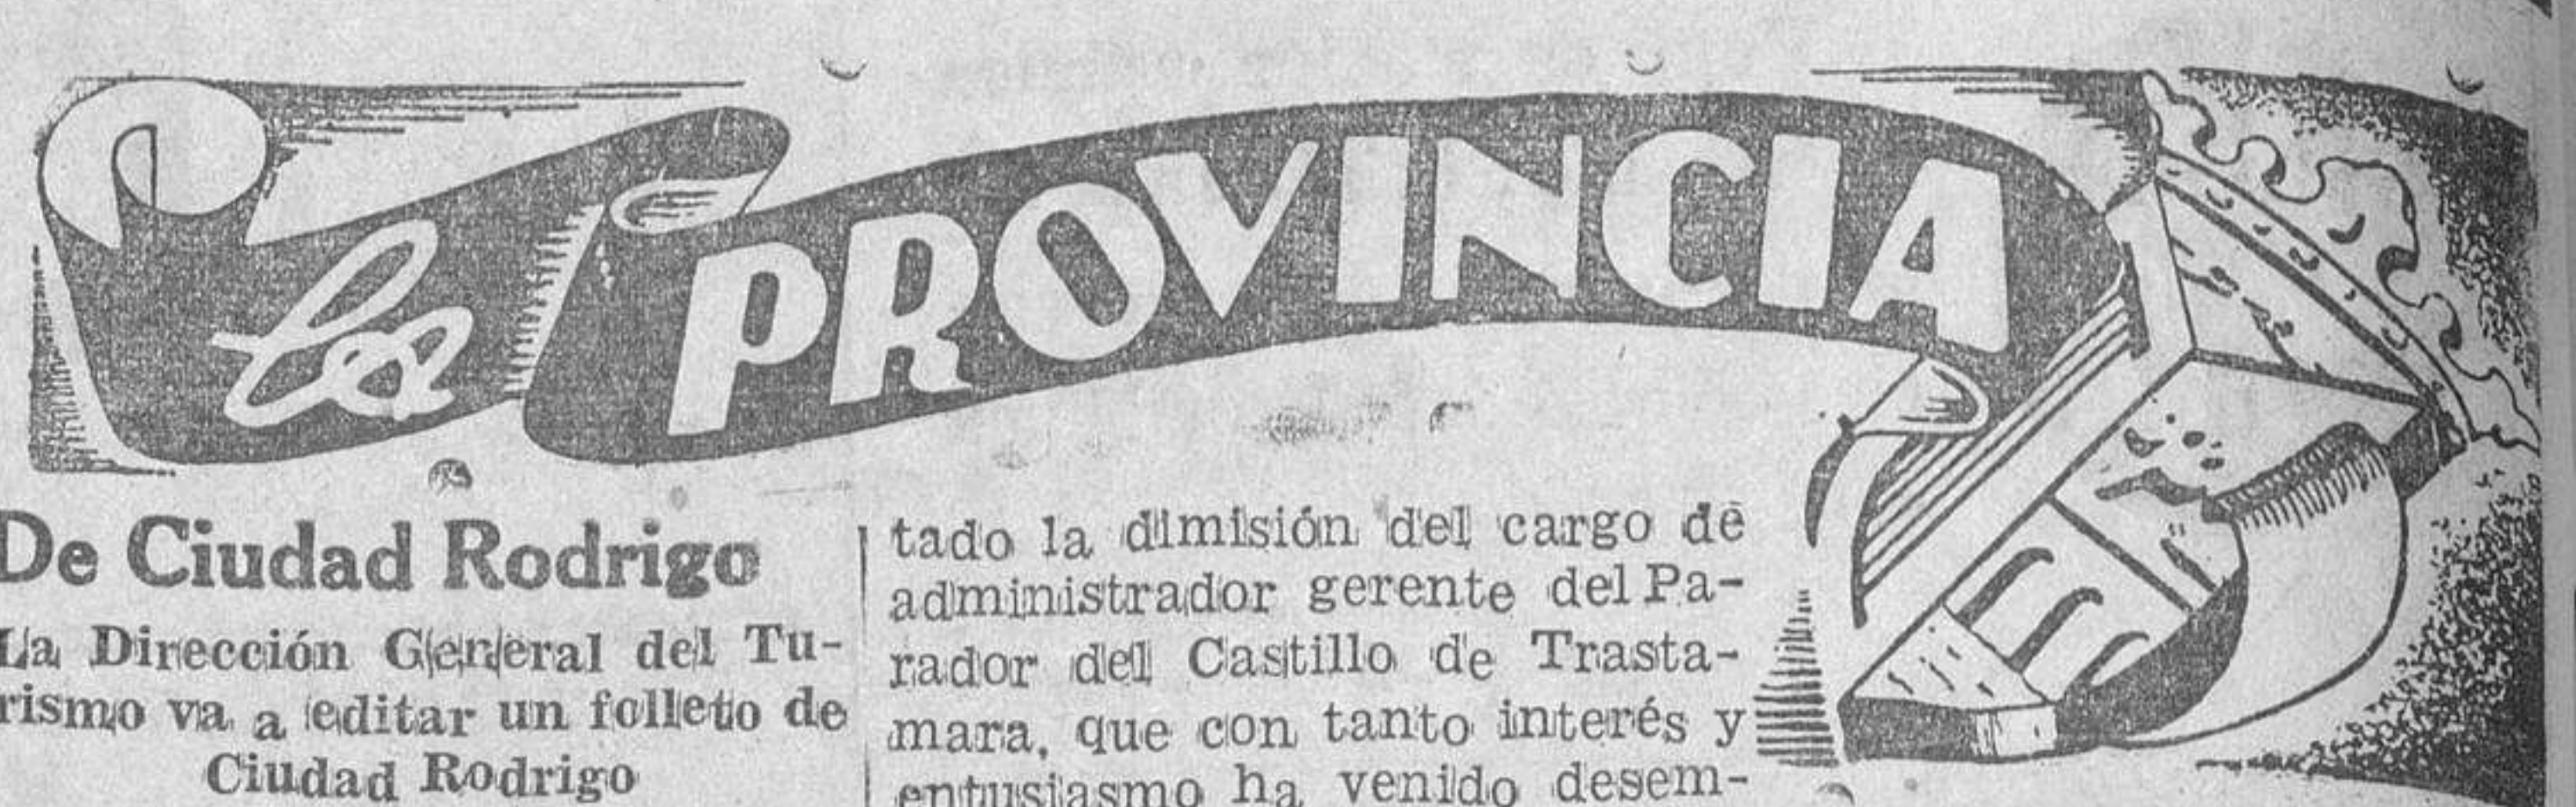 la PROVINCIA
De Ciudad Rodrigo
La Dirección General del Tu-
rismo va a editar un folleto de
Ciudad Rodrigo
tado la dimisión del cargo de
administrador gerente del Pa-
rador del Castillo de Trasta-
mara, que con tanto interés y
entusiasmo ha venido desem-